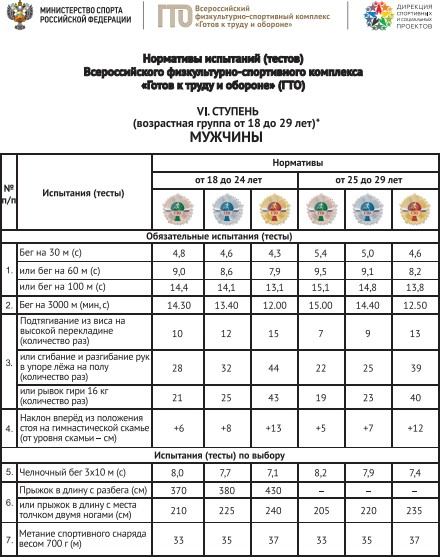 МИНИСТЕРСТВО СПОРТА
РОССИЙСКОЙ ФЕДЕРАЦИИ
ГТО
Всероссийский
физкультурно-спортивный комплекс
«Готов к труду и обороне»
ДИРЕКЦИЯ
СПОРТИВНЫХ
И СОЦИАЛЬНЫХ
ПРОЕКТОВ
Нормативы испытаний (тестов)
Всероссийского физкультурно-спортивного комплекса
«Готов к труду и обороне» (ГТО)
VI. СТУПЕНЬ
(возрастная группа от 18 до 29 лет)*
МУЖЧИНЫ
№ п/п Испытания (тесты) Нормативы
от 18 до 24 лет от 25 до 29 лет
ГТО ГТО ГТО ГТО ГТО ГТО
Обязательные испытания (тесты)
1. Бег на 30 м (с) 4,8 4,6 4,3 5,4 5,0 4,6
или бег на 60 м (с) 9,0 8,6 7,9 9,5 9,1 8,2
или бег на 100 м (с) 14,4 14,1 13,1 15,1 14,8 13,8
2. Бег на 3000 м (мин, с) 14.30 13.40 12.00 15.00 14.40 12.50
3. Подтягивание из виса на
высокой перекладине
(количество раз) 10 12 15 7 9 13
или сгибание и разгибание рук
в упоре лёжа на полу
(количество раз) 28 32 44 22 25 39
или рывок гири 16 кг
(количество раз) 21 25 43 19 23 40
4. Наклон вперёд из положения
стоя на гимнастической скамье
(от уровня скамьи – см) +6 +8 +13 +5 +7 +12
Испытания (тесты) по выбору
5. Челночный бег 3х10 м (с) 8,0 7,7 7,1 8,2 7,9 7,4
6. Прыжок в длину с разбега (см) 370 380 430 – – –
или прыжок в длину с места
толчком двумя ногами (см) 210 225 240 205 220 235
7. Метание спортивного снаряда
весом 700 г (м) 33 35 37 33 35 37